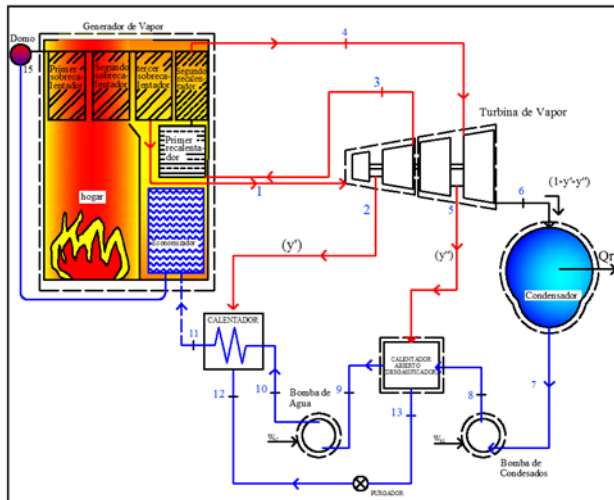 Generador de Vapor
Domo
15
Primer
sobreca-
lentador
Segundo
sobreca-
lentador
tercer
sobreca-
lentador
Segundo
recalen-
tador
Primer
recalenta-
dor
hogar
Economizador
4
3
1
Turbina de Vapor
2
5
6
(1-y'-y'')
(y')
(y'')
Condensador
Qr
CALENTADOR
11
12
10
Bomba de
Agua
9
CALENTADOR
ABIERTO
DESGASIFICADOR
13
8
7
Bomba de
Condesados
PURGADOR